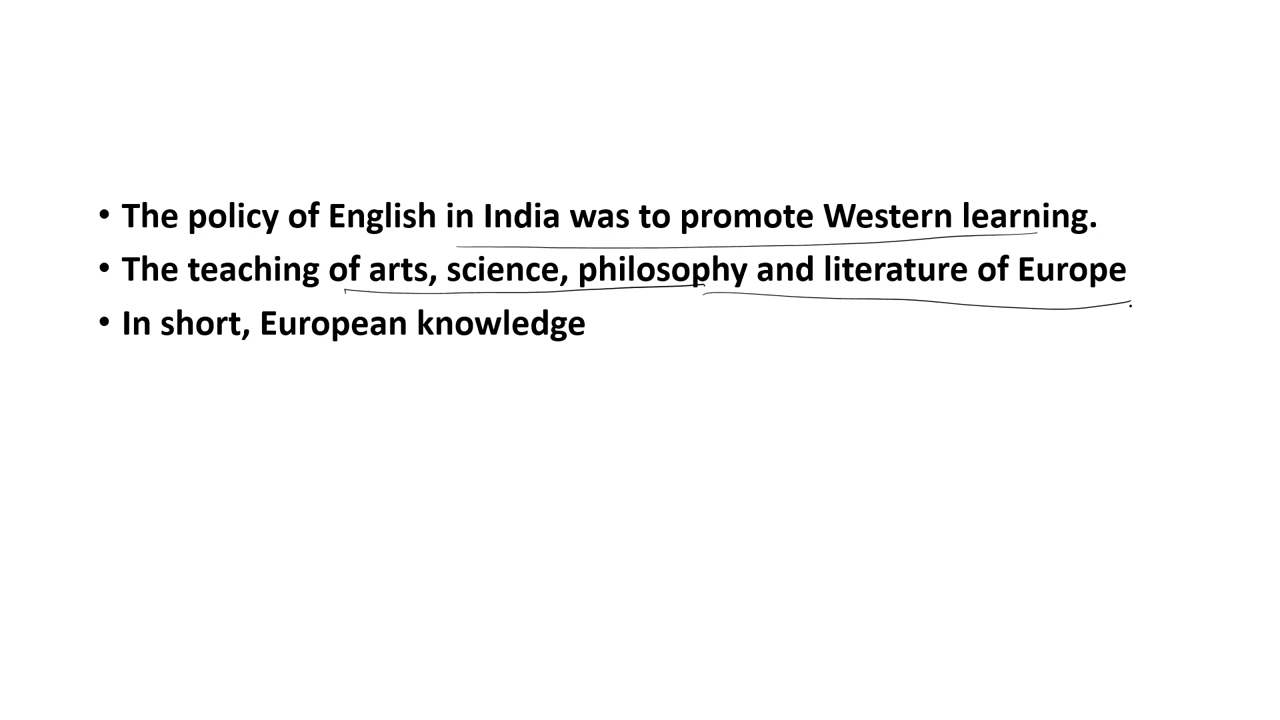 • The policy of English in India was to promote Western learning.
• The teaching of arts, science, philosophy and literature of Europe
• In short, European knowledge